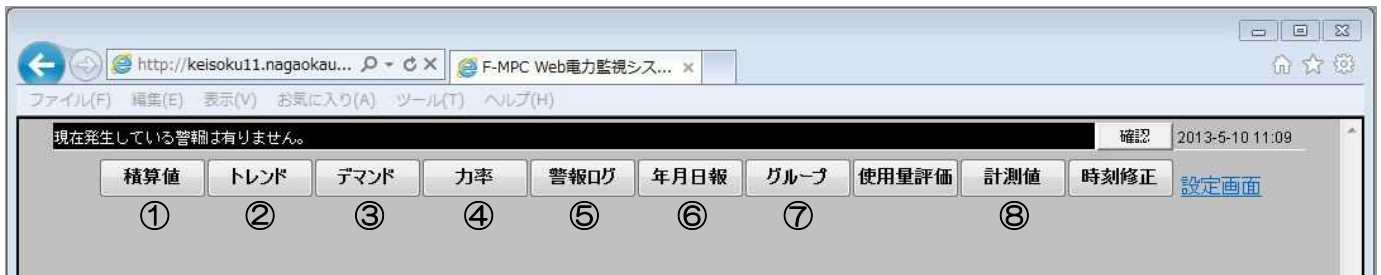 http://keisoku11.nagaokau... F-MPC Web電力監視シス...
ファイル(F) 編集(E) 表示(V) お気に入り(A) ツール(T) ヘルプ(H)
現在発生している警報は有りません。 確認 2013-5-10 11:09
積算値 トレンド デマンド 力率 警報ログ 年月日報 グループ 使用量評価 計測値 時刻修正 設定画面
① ② ③ ④ ⑤ ⑥ ⑦ ⑧